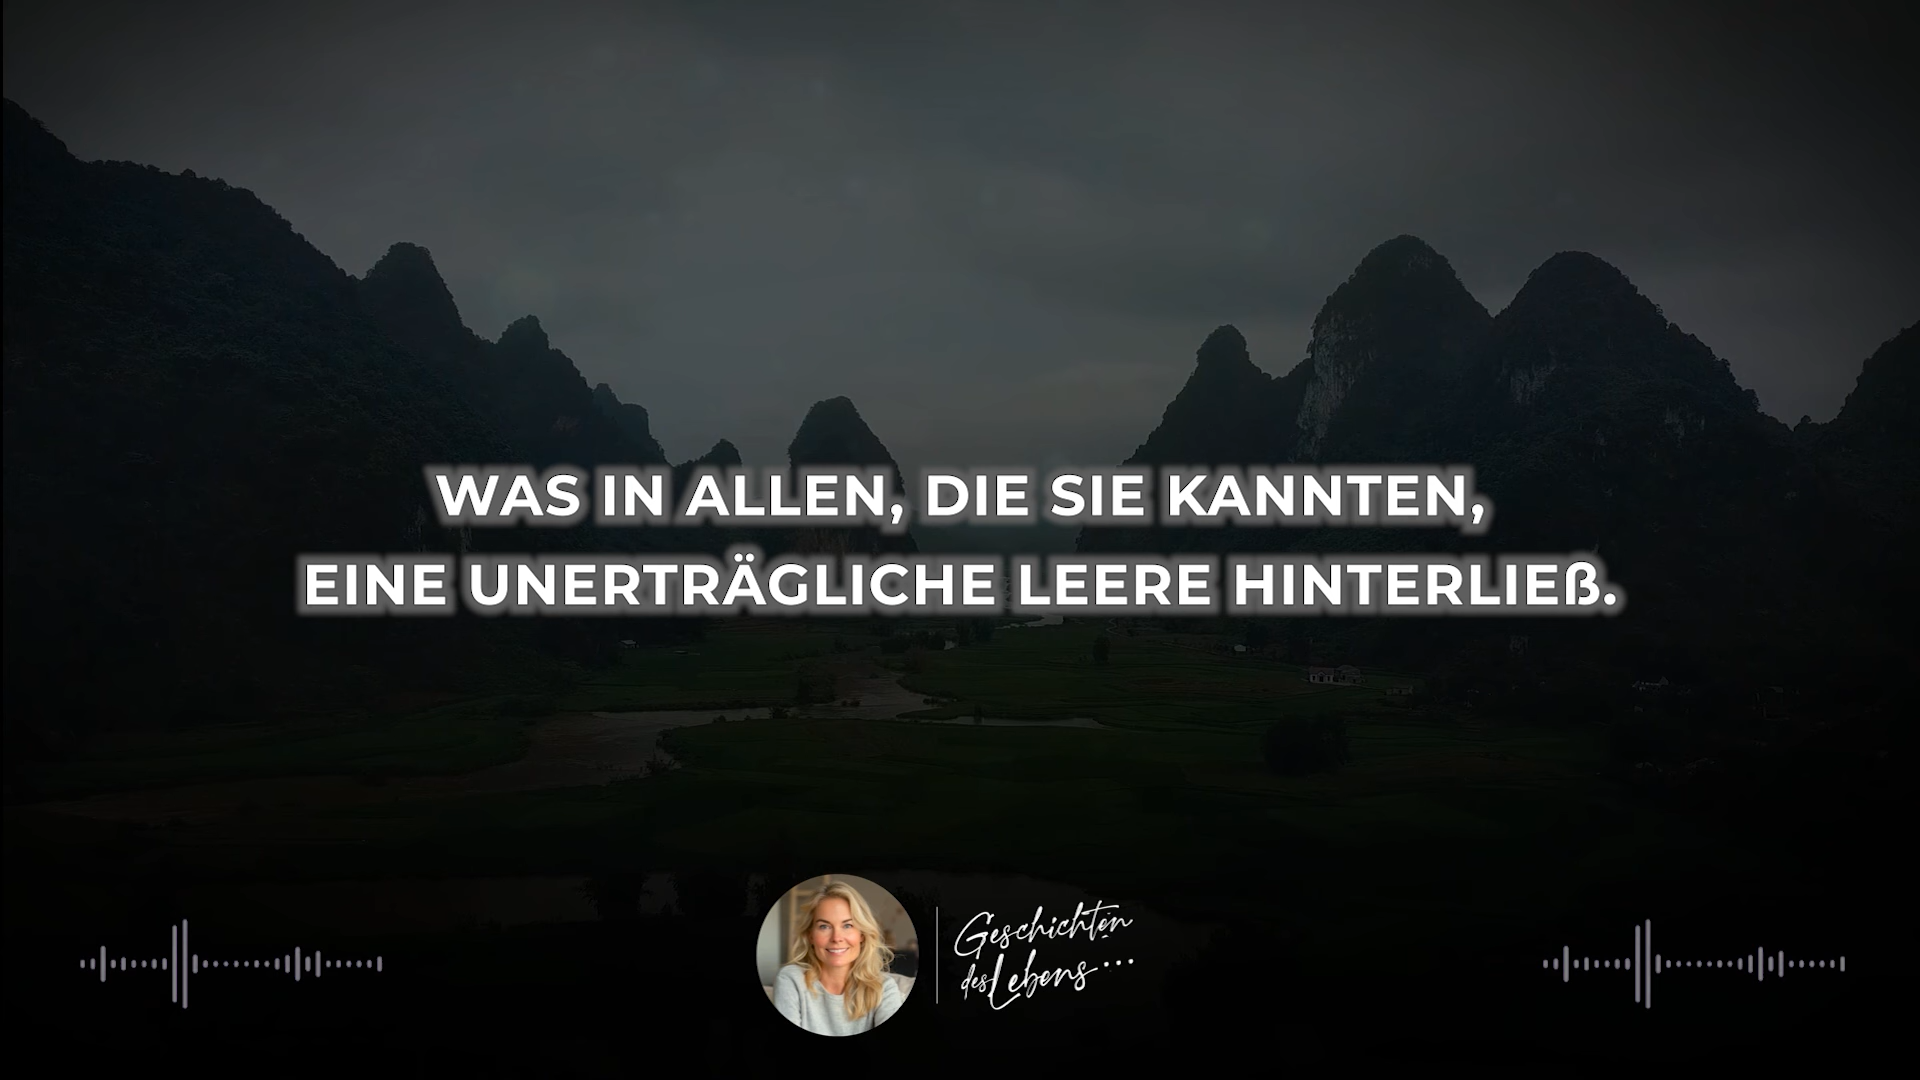 WAS IN ALLEN, DIE SIE KANNTEN,
EINE UNERTRÄGLICHE LEERE HINTERLIEß.
Geschichten
des Lebens...